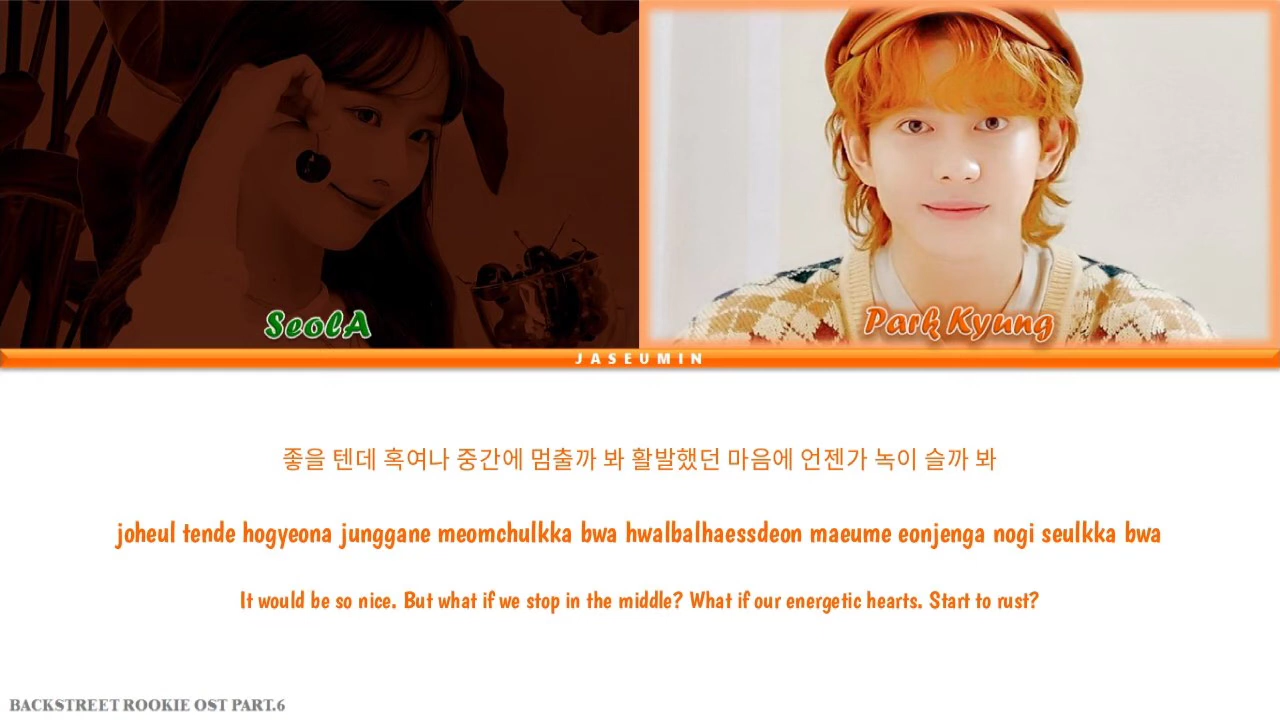 SeolA
Park Kyung
JASEUMIN
좋을 텐데 혹여나 중간에 멈출까 봐 활발했던 마음에 언젠가 녹이 슬까 봐
joheul tende hogyeona junggane meomchulkka bwa hwalbalhaessdeon maeume eonjenga nogi seulkka bwa
It would be so nice. But what if we stop in the middle? What if our energetic hearts. Start to rust?
BACKSTREET ROOKIE OST PART.6